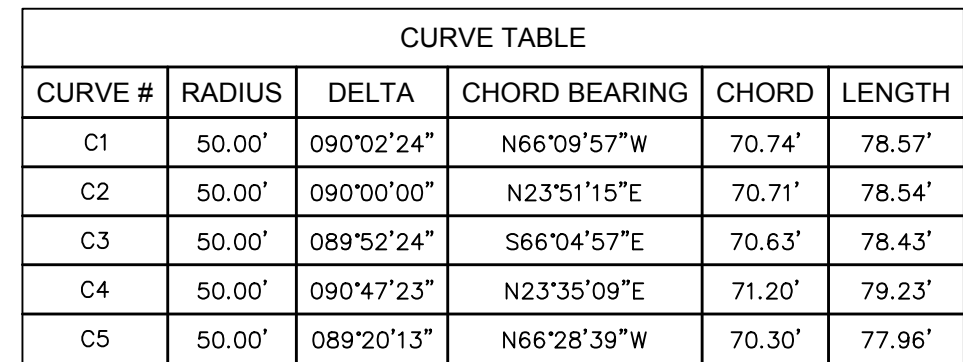 CURVE TABLE
CURVE # RADIUS DELTA CHORD BEARING CHORD LENGTH
C1 50.00' 090°02'24" N66°09'57"W 70.74' 78.57'
C2 50.00' 090°00'00" N23°51'15"E 70.71' 78.54'
C3 50.00' 089°52'24" S66°04'57"E 70.63' 78.43'
C4 50.00' 090°47'23" N23°35'09"E 71.20' 79.23'
C5 50.00' 089°20'13" N66°28'39"W 70.30' 77.96'